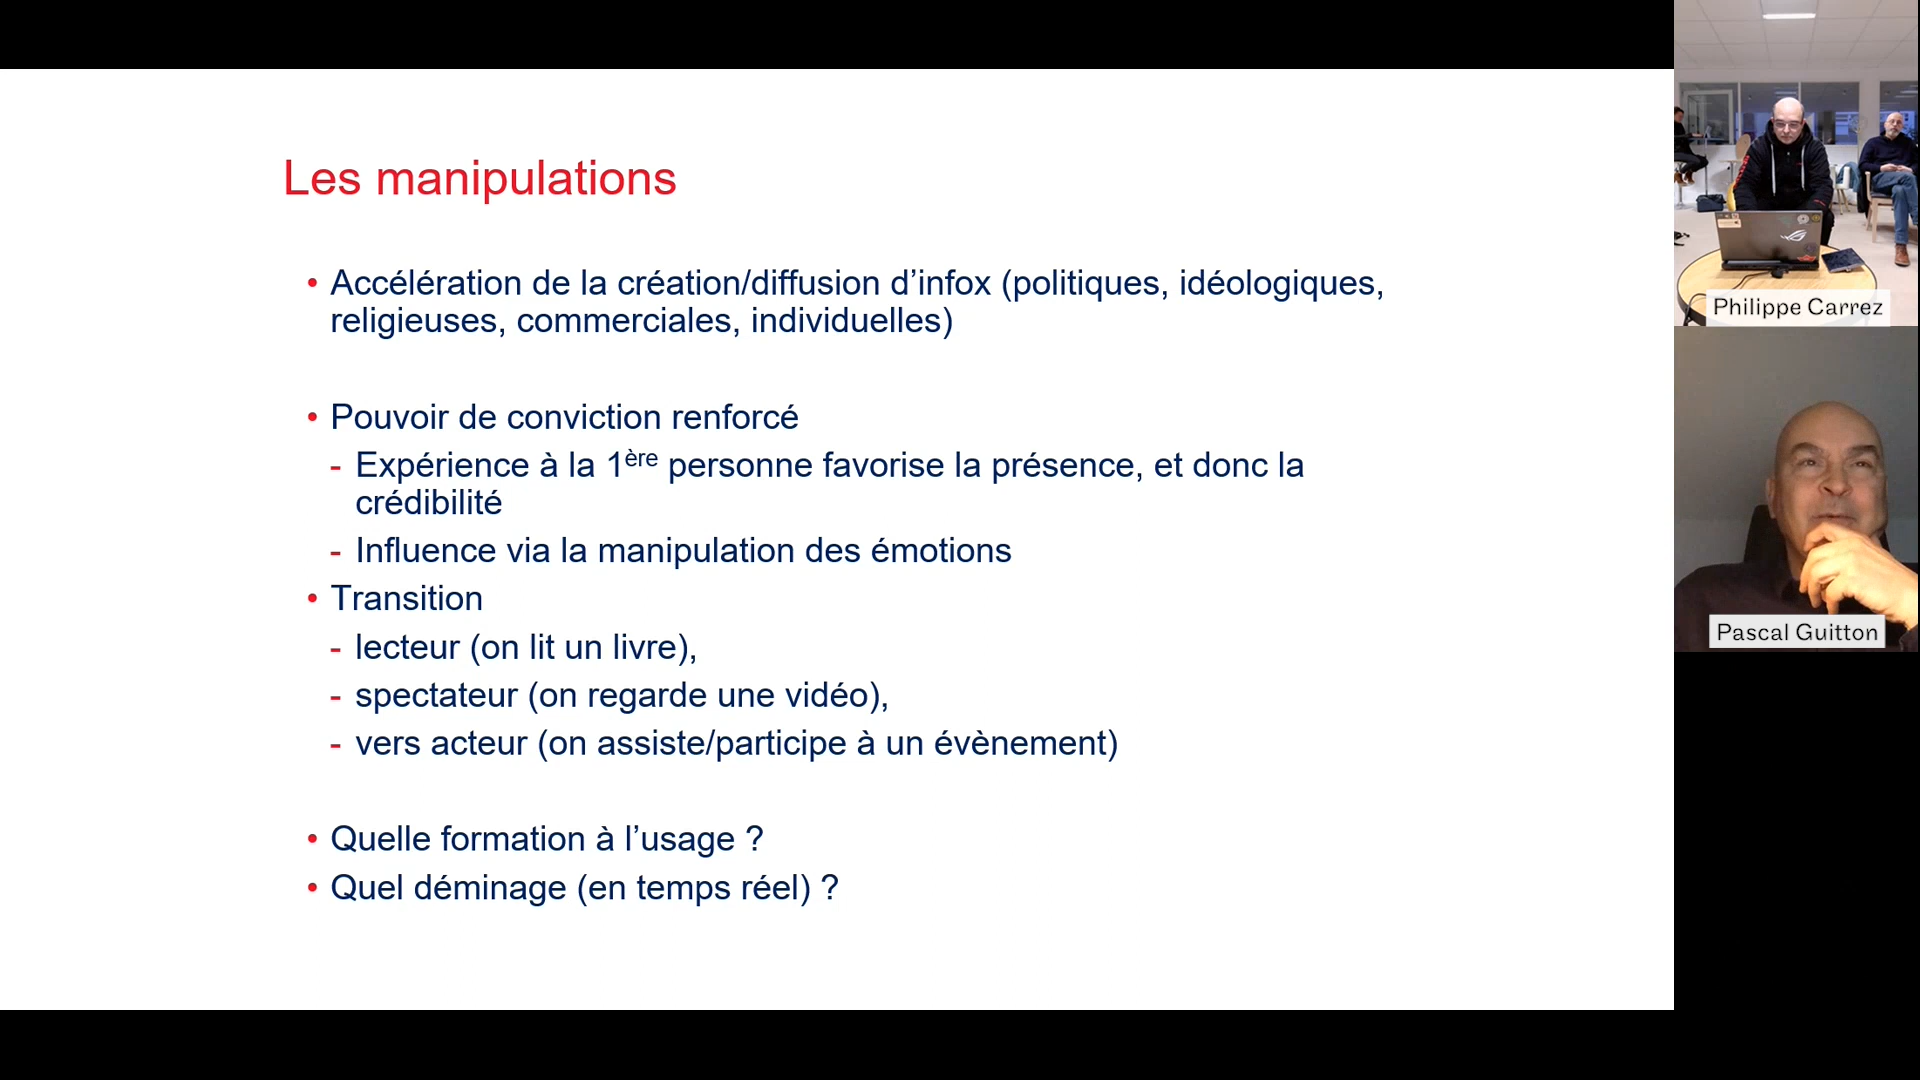 Les manipulations
• Accélération de la création/diffusion d’infox (politiques, idéologiques,
religieuses, commerciales, individuelles)
• Pouvoir de conviction renforcé
- Expérience à la 1ère personne favorise la présence, et donc la
crédibilité
- Influence via la manipulation des émotions
• Transition
- lecteur (on lit un livre),
- spectateur (on regarde une vidéo),
- vers acteur (on assiste/participe à un évènement)
• Quelle formation à l’usage ?
• Quel déminage (en temps réel) ?
Philippe Carrez
Pascal Guitton